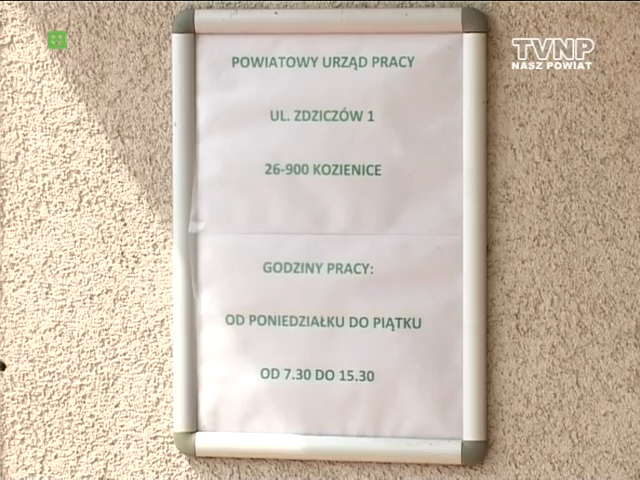 TVNP
NASZ POWIAT
POWIATOWY URZĄD PRACY
UL. ZDZICZÓW 1
26-900 KOZIENICE
GODZINY PRACY:
OD PONIEDZIAŁKU DO PIĄTKU
OD 7.30 DO 15.30